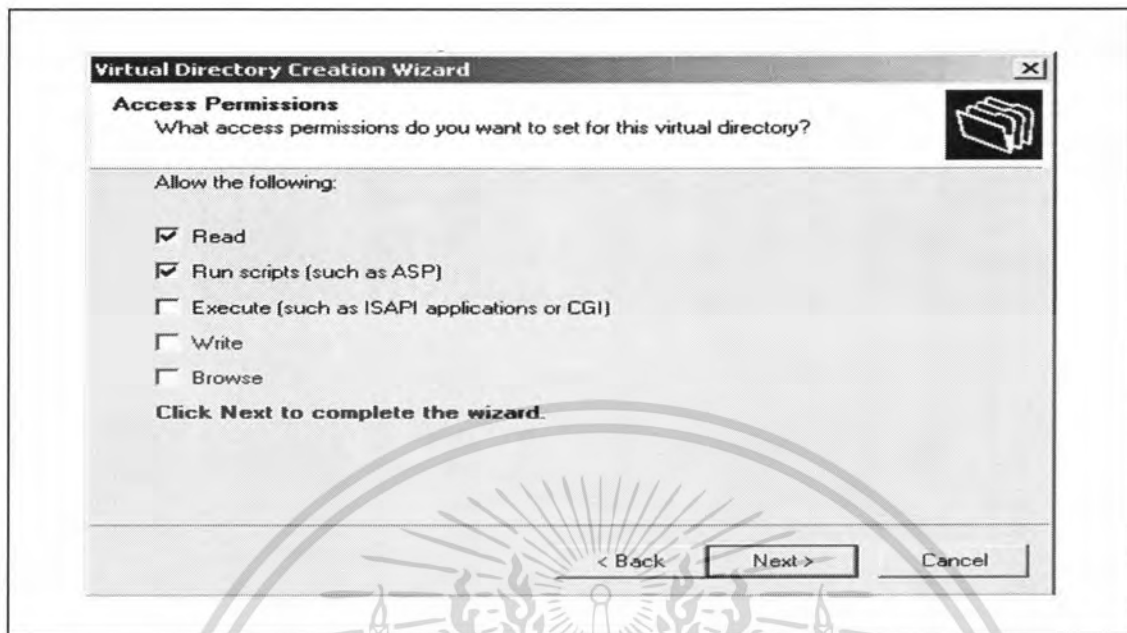 Virtual Directory Creation Wizard
Access Permissions
What access permissions do you want to set for this virtual directory?
Allow the following:
Read
Run scripts (such as ASP)
Execute (such as ISAPI applications or CGI)
Write
Browse
Click Next to complete the wizard.
< Back Next > Cancel